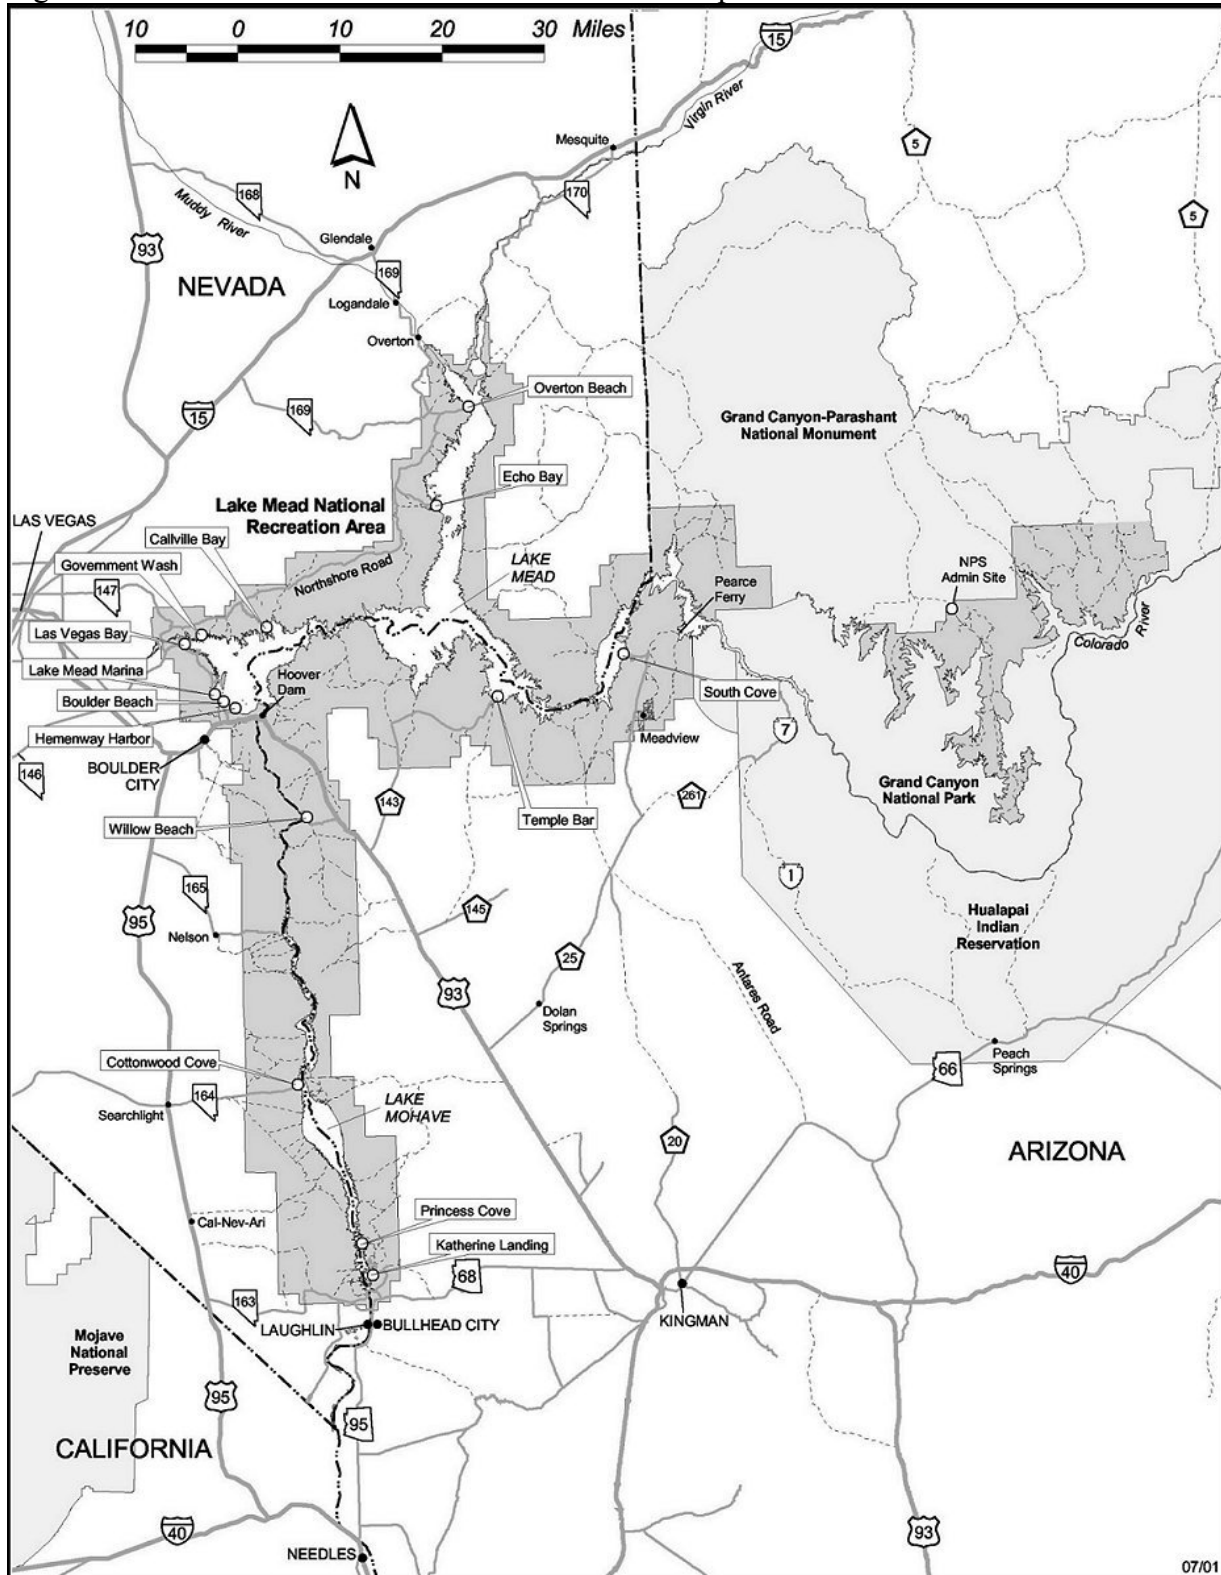 10 0 10 20 30 Miles
15
Virgin River
Mesquite
5
N
168
170
Muddy River
5
93
Glendale
NEVADA
169
Logandale
Overton
Overton Beach
15
169
Grand Canyon-Parashant
National Monument
Echo Bay
Lake Mead National
Recreation Area
LAS VEGAS
Callville Bay
Government Wash
Northshore Road
LAKE
MEAD
NPS
Admin Site
Pearce
Ferry
147
Las Vegas Bay
Colorado River
Lake Mead Marina
Hoover
Dam
South Cove
Boulder Beach
Hemenway Harbor
Meadview
7
BOULDER
CITY
146
Grand Canyon
National Park
143
261
Willow Beach
Temple Bar
1
165
145
95
Nelson
Hualapai
Indian
Reservation
25
93
Antares Road
Dolan
Springs
Peach
Springs
Cottonwood Cove
66
164
Searchlight
LAKE
MOHAVE
20
ARIZONA
Princess Cove
Cal-Nev-Ari
Katherine Landing
68
40
163
KINGMAN
LAUGHLIN
BULLHEAD CITY
Mojave
National
Preserve
95
95
CALIFORNIA
40
93
NEEDLES
07/01